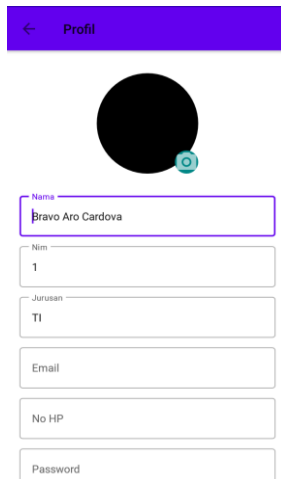 Profil
Nama
Bravo Aro Cardova
Nim
1
Jurusan
TI
Email
No HP
Password